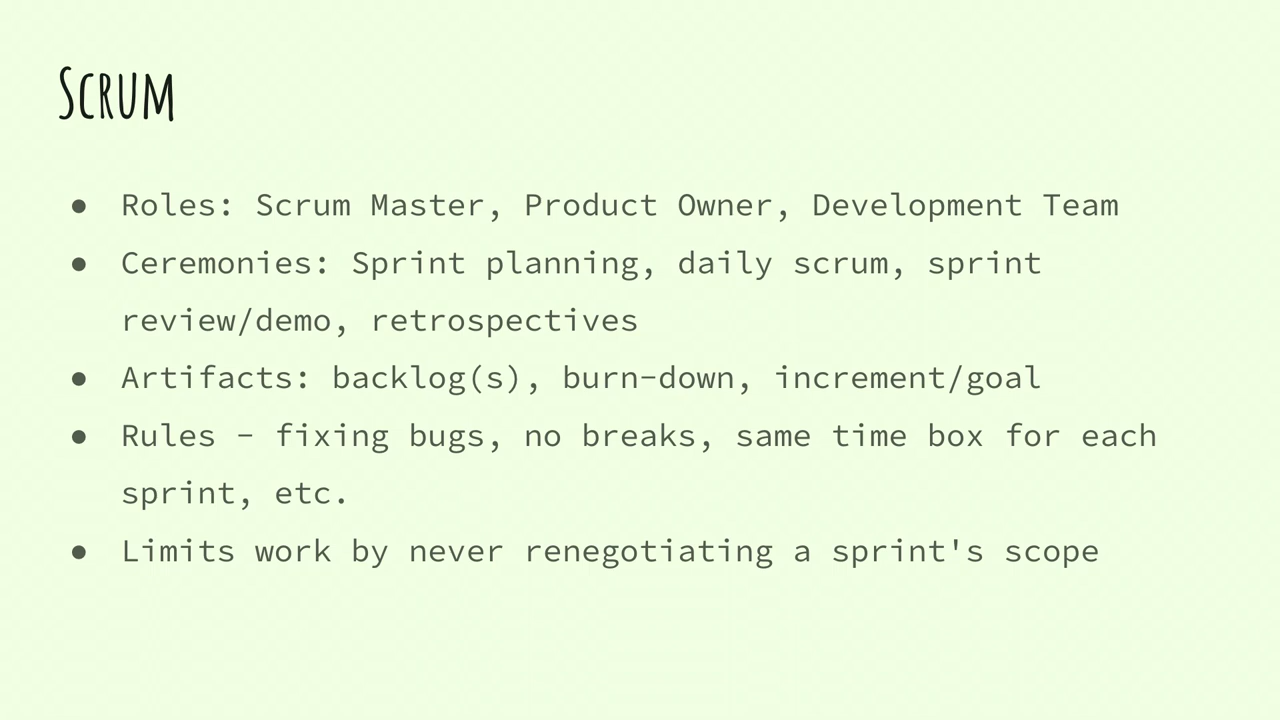 Scrum
● Roles: Scrum Master, Product Owner, Development Team
● Ceremonies: Sprint planning, daily scrum, sprint
review/demo, retrospectives
● Artifacts: backlog(s), burn-down, increment/goal
● Rules - fixing bugs, no breaks, same time box for each
sprint, etc.
● Limits work by never renegotiating a sprint's scope